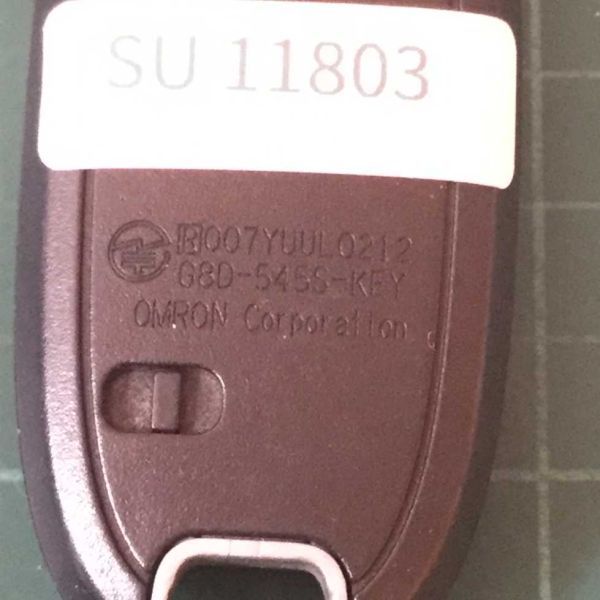 SU 11803
R 007YUUL0212
G8D-545S-KEY
OMRON Corporation